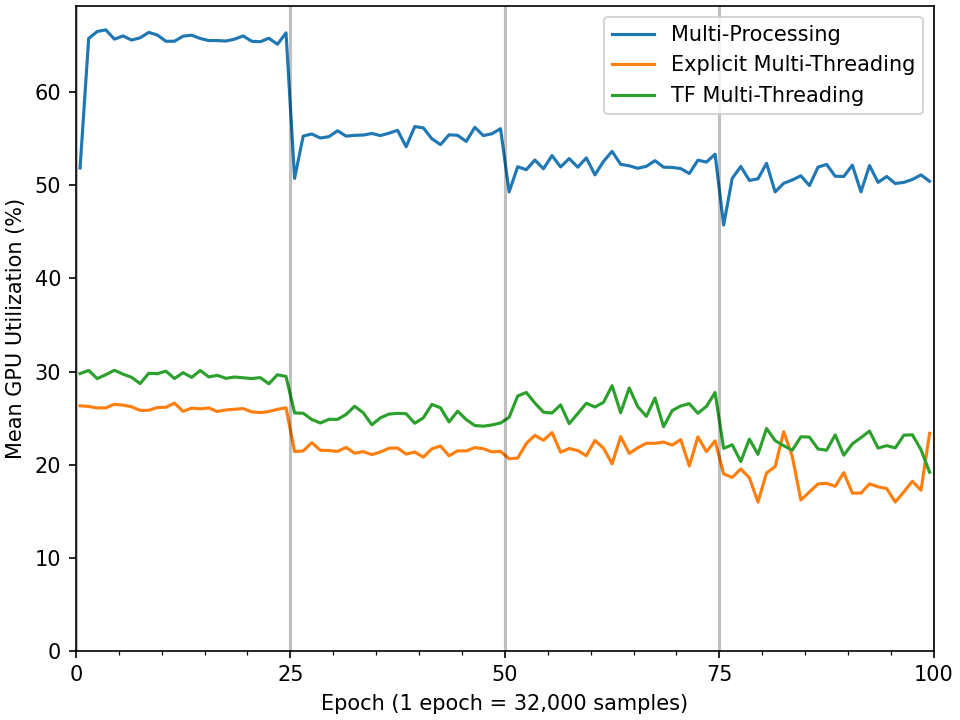 Multi-Processing
Explicit Multi-Threading
TF Multi-Threading
Mean GPU Utilization (%)
60
50
40
30
20
10
0
0 25 50 75 100
Epoch (1 epoch = 32,000 samples)